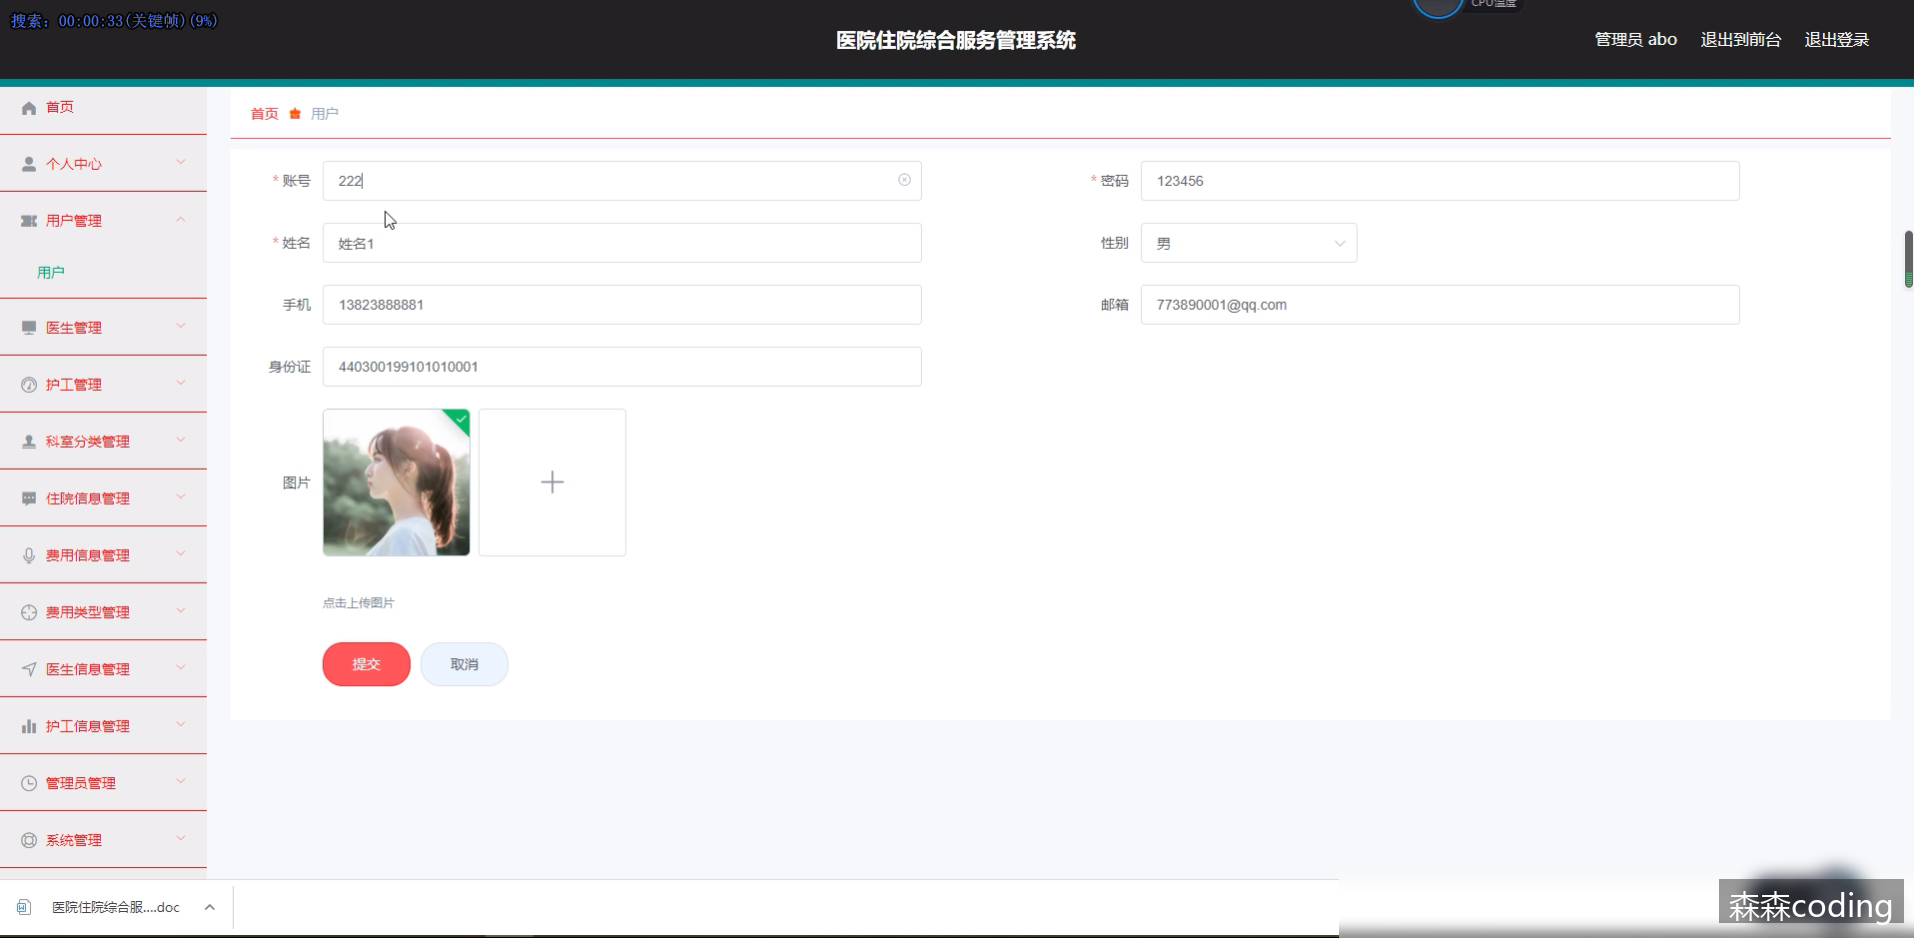 搜索: 00:00:33(关键帧)(9%)
CPU温度
医院住院综合服务管理系统
管理员 abo 退出到前台 退出登录
首页
个人中心
用户管理
用户
医生管理
护工管理
科室分类管理
住院信息管理
费用信息管理
费用类型管理
医生信息管理
护工信息管理
管理员管理
系统管理
首页 用户
* 账号 222
* 密码 123456
* 姓名 姓名1
性别 男
手机 13823888881
邮箱 773890001@qq.com
身份证 440300199101010001
图片
点击上传图片
提交 取消
医院住院综合服....doc
森森coding